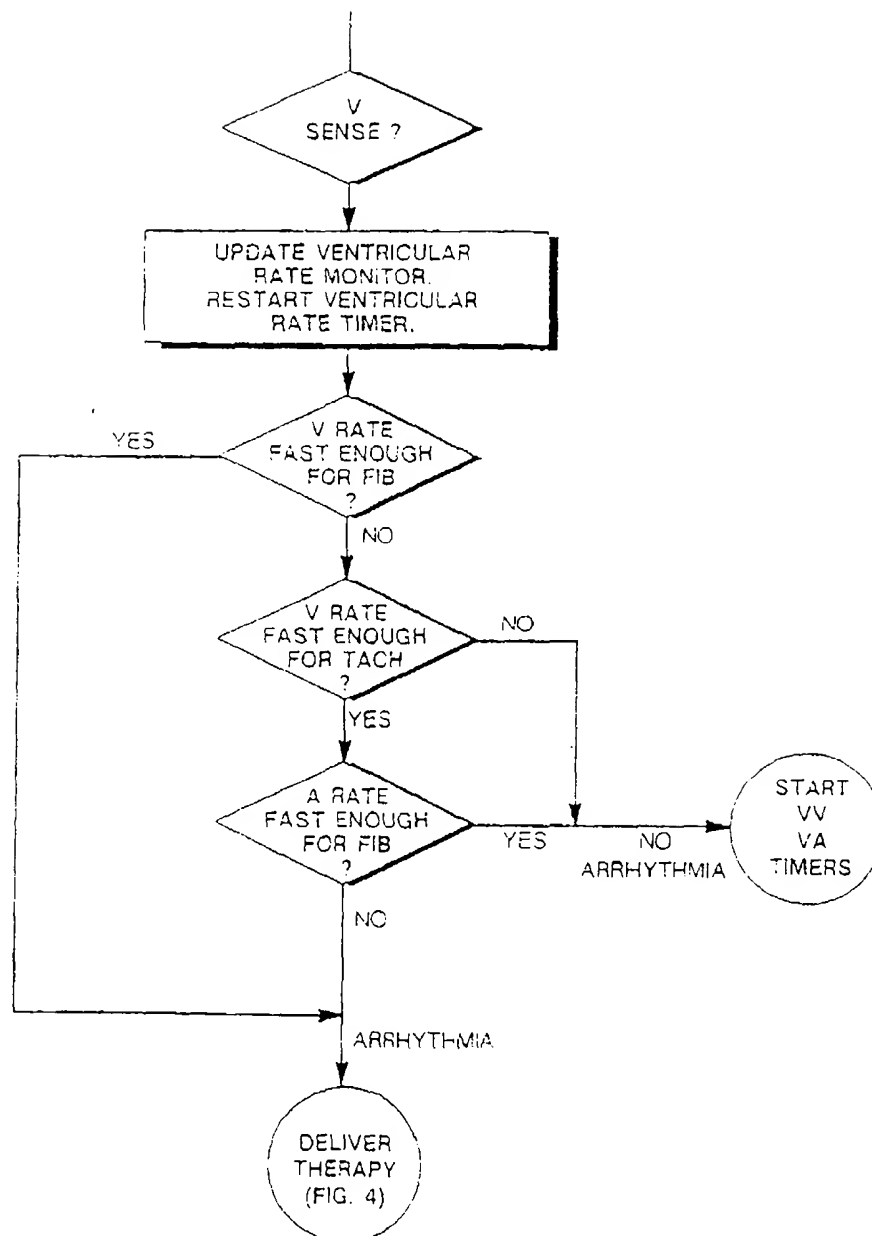 V
SENSE ?
UPDATE VENTRICULAR
RATE MONITOR.
RESTART VENTRICULAR
RATE TIMER.
V RATE
FAST ENOUGH
FOR FIB
?
YES
NO
V RATE
FAST ENOUGH
FOR TACH
?
NO
YES
A RATE
FAST ENOUGH
FOR FIB
?
YES
NO
ARRHYTHMIA
START
VV
VA
TIMERS
NO
ARRHYTHMIA
DELIVER
THERAPY
(FIG. 4)